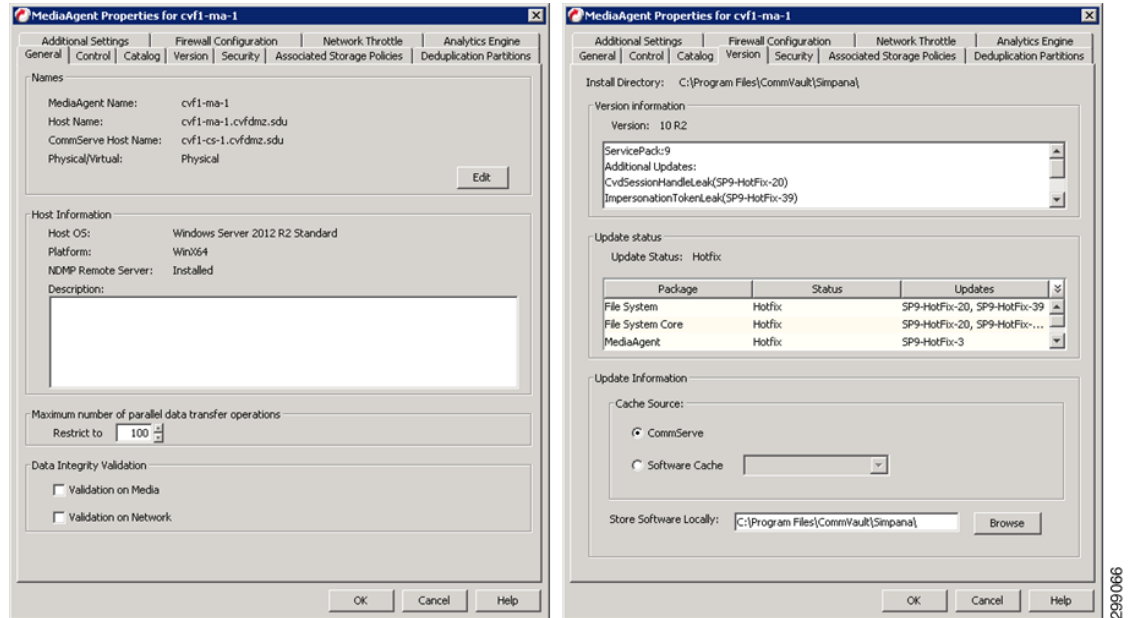 MediaAgent Properties for cvf1-ma-1
Additional Settings
Firewall Configuration
Network Throttle
Analytics Engine
General
Control
Catalog
Version
Security
Associated Storage Policies
Deduplication Partitions
Names
MediaAgent Name: cvf1-ma-1
Host Name: cvf1-ma-1.cvfdmz.sdu
CommServe Host Name: cvf1-cs-1.cvfdmz.sdu
Physical/Virtual: Physical
Edit
Host Information
Host OS: Windows Server 2012 R2 Standard
Platform: WinX64
NDMP Remote Server: Installed
Description:
Maximum number of parallel data transfer operations
Restrict to 100
Data Integrity Validation
Validation on Media
Validation on Network
OK Cancel Help
MediaAgent Properties for cvf1-ma-1
Additional Settings
Firewall Configuration
Network Throttle
Analytics Engine
General
Control
Catalog
Version
Security
Associated Storage Policies
Deduplication Partitions
Install Directory: C:\Program Files\CommVault\Simpana\
Version information
Version: 10 R2
ServicePack:9
Additional Updates:
CvdSessionHandleLeak(SP9-HotFix-20)
ImpersonationTokenLeak(SP9-HotFix-39)
Update status
Update Status: Hotfix
Package Status Updates
File System Hotfix SP9-HotFix-20, SP9-HotFix-39
File System Core Hotfix SP9-HotFix-20, SP9-HotFix-...
MediaAgent Hotfix SP9-HotFix-3
Update Information
Cache Source:
CommServe
Software Cache
Store Software Locally: C:\Program Files\CommVault\Simpana\ Browse
OK Cancel Help
299066